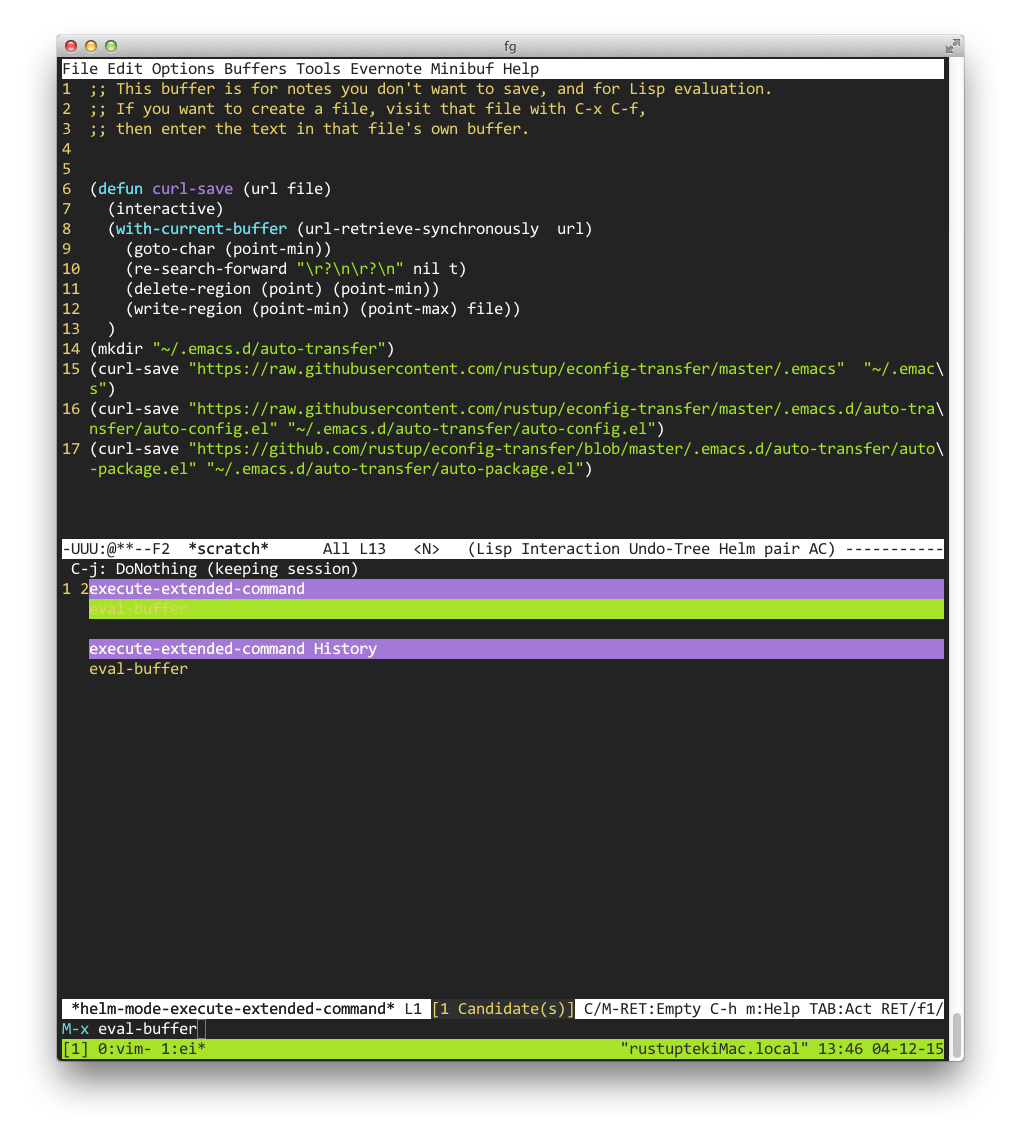 fg
File Edit Options Buffers Tools Evernote Minibuf Help
1  ;; This buffer is for notes you don't want to save, and for Lisp evaluation.
2  ;; If you want to create a file, visit that file with C-x C-f,
3  ;; then enter the text in that file's own buffer.
4
5
6  (defun curl-save (url file)
7    (interactive)
8    (with-current-buffer (url-retrieve-synchronously  url)
9      (goto-char (point-min))
10     (re-search-forward "\r?\n\r?\n" nil t)
11     (delete-region (point) (point-min))
12     (write-region (point-min) (point-max) file))
13   )
14 (mkdir "~/.emacs.d/auto-transfer")
15 (curl-save "https://raw.githubusercontent.com/rustup/econfig-transfer/master/.emacs"  "~/.emac\
s")
16 (curl-save "https://raw.githubusercontent.com/rustup/econfig-transfer/master/.emacs.d/auto-tra\
nsfer/auto-config.el" "~/.emacs.d/auto-transfer/auto-config.el")
17 (curl-save "https://github.com/rustup/econfig-transfer/blob/master/.emacs.d/auto-transfer/auto\
-package.el" "~/.emacs.d/auto-transfer/auto-package.el")
-UUU:@**--F2  *scratch*      All L13   <N>   (Lisp Interaction Undo-Tree Helm pair AC) -----------
C-j: DoNothing (keeping session)
1 2execute-extended-command
eval-buffer
execute-extended-command History
eval-buffer
*helm-mode-execute-extended-command* L1 [1 Candidate(s)] C/M-RET:Empty C-h m:Help TAB:Act RET/f1/
M-x eval-buffer
[1] 0:vim- 1:ei* "rustuptekiMac.local" 13:46 04-12-15